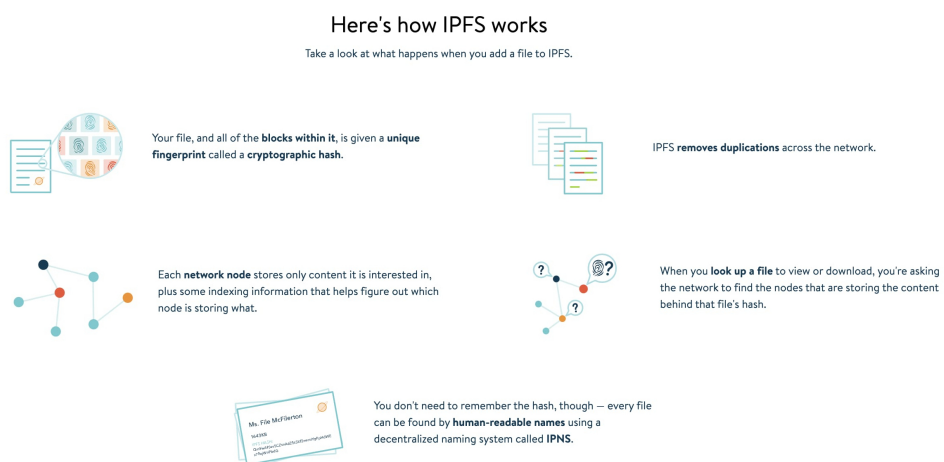 Here's how IPFS works
Take a look at what happens when you add a file to IPFS.
Your file, and all of the blocks within it, is given a unique
fingerprint called a cryptographic hash.
IPFS removes duplications across the network.
Each network node stores only content it is interested in,
plus some indexing information that helps figure out which
node is storing what.
?
?
?
When you look up a file to view or download, you're asking
the network to find the nodes that are storing the content
behind that file's hash.
Ms. File McFilerton
You don't need to remember the hash, though — every file
can be found by human-readable names using a
decentralized naming system called IPNS.